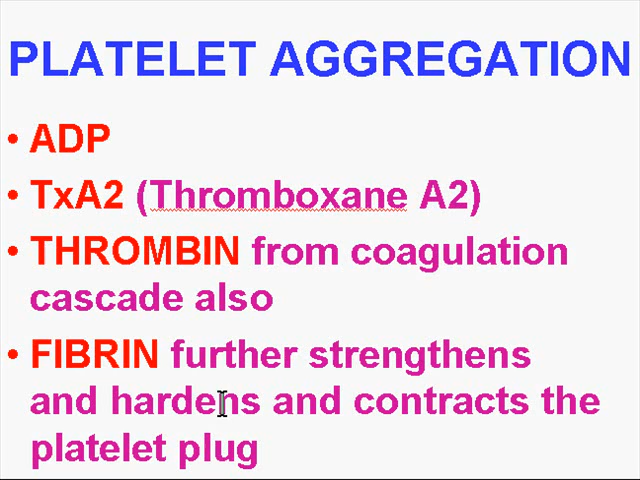 PLATELET AGGREGATION
• ADP
• TxA2 (Thromboxane A2)
• THROMBIN from coagulation
cascade also
• FIBRIN further strengthens
and hardens and contracts the
platelet plug